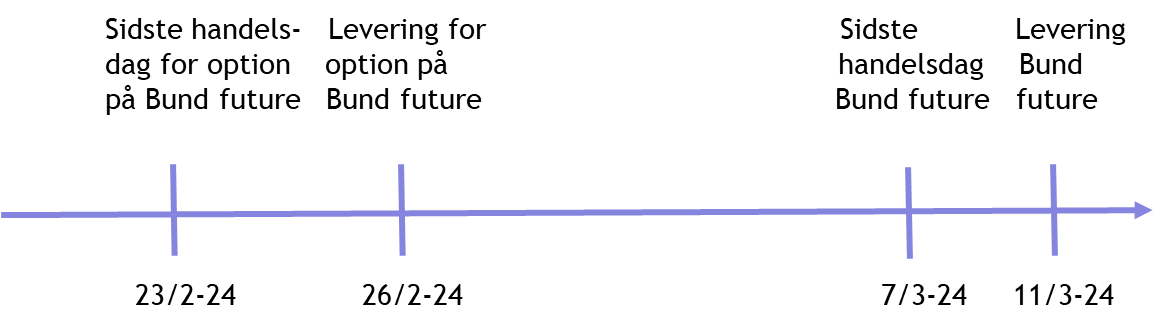 Sidste handels-
dag for option
på Bund future
Levering for
option på
Bund future
Sidste
handelsdag
Bund future
Levering
Bund
future
23/2-24
26/2-24
7/3-24
11/3-24